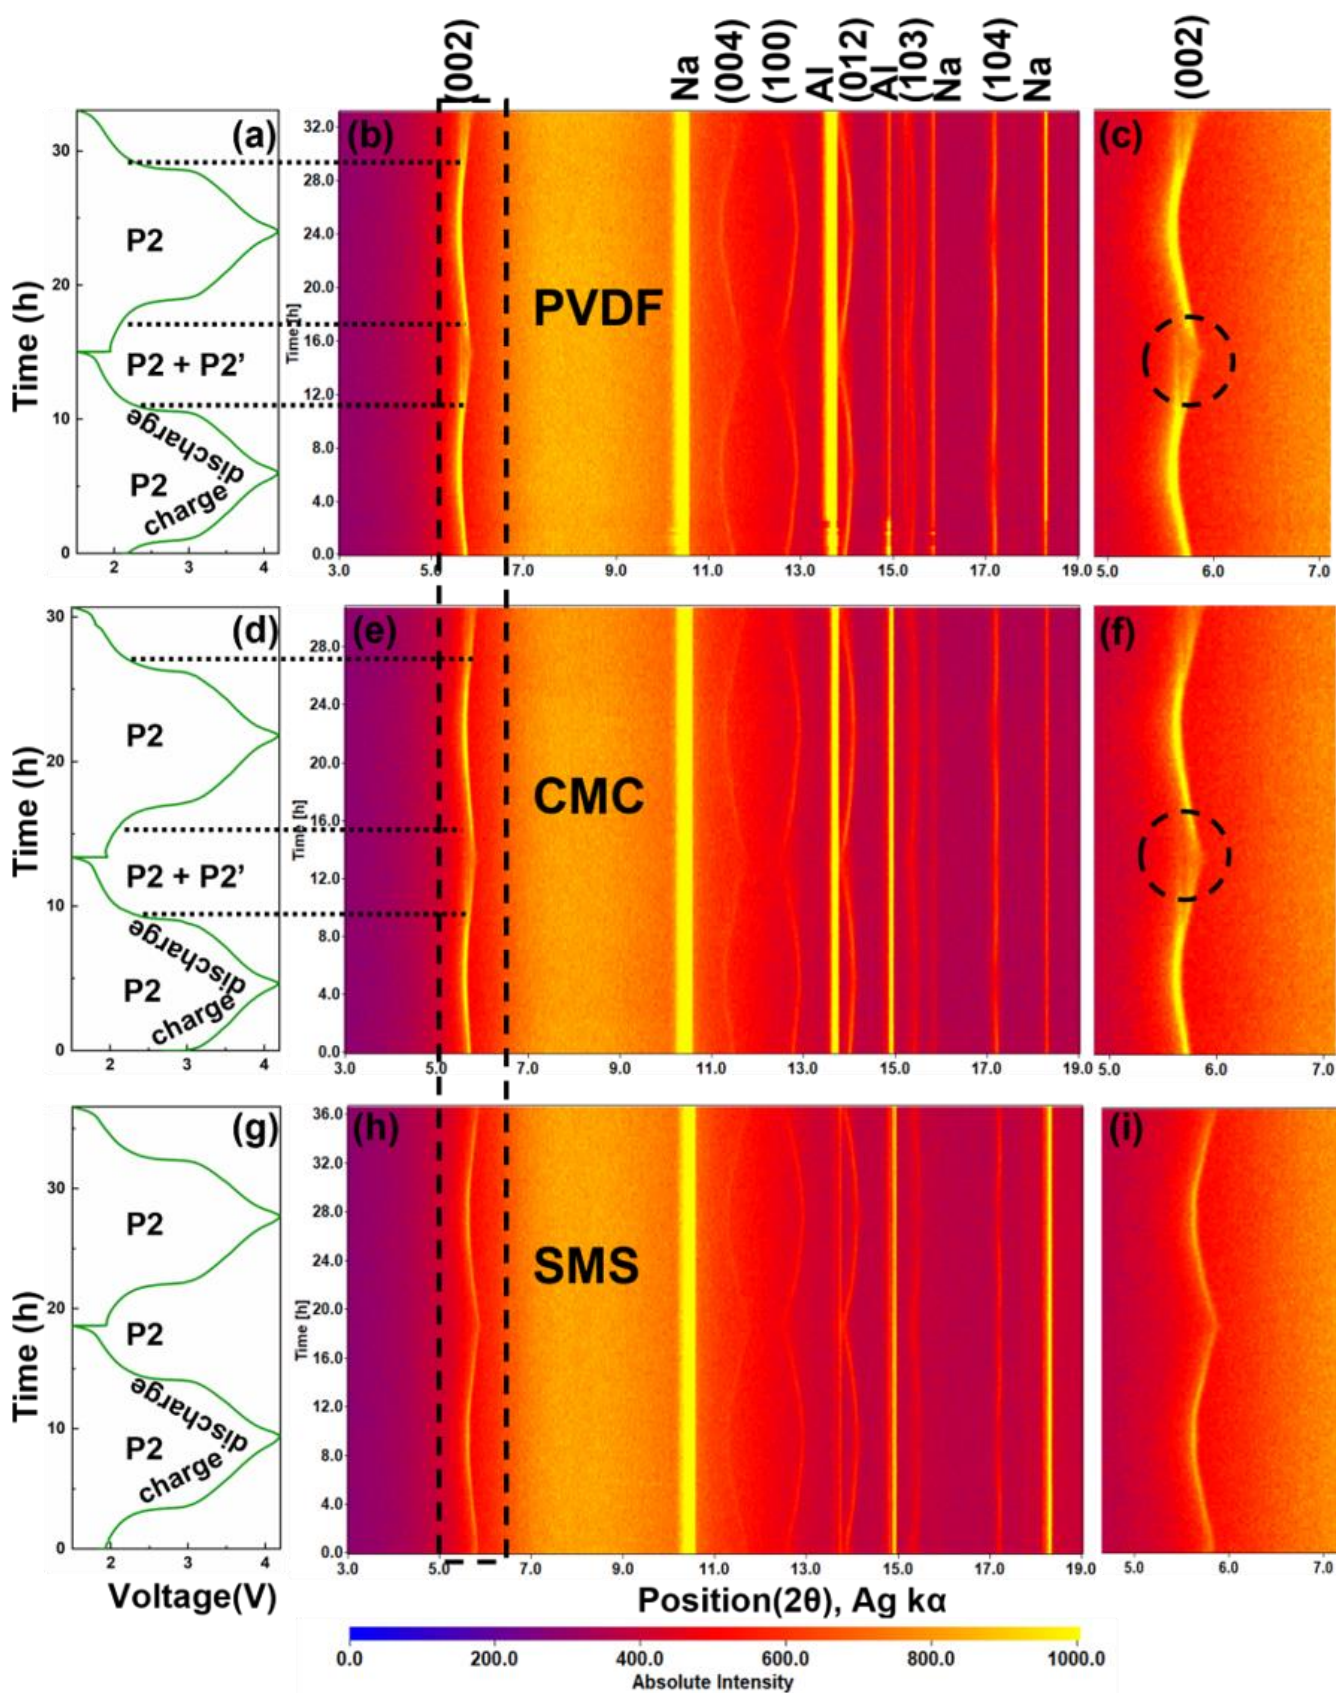 (002) Na (004) (100) Al (012) Al (103) Na (104) Na (002)
(a) (b) (c)
Time (h)
30
20
10
0
P2
P2 + P2’
discharge
P2
charge
2 3 4
Time [h]
32.0
28.0
24.0
20.0
16.0
12.0
8.0
4.0
0.0
PVDF
3.0 5.0 7.0 9.0 11.0 13.0 15.0 17.0 19.0
5.0 6.0 7.0
(d) (e) (f)
Time (h)
30
20
10
0
P2
P2 + P2’
discharge
P2
charge
2 3 4
Time [h]
28.0
24.0
20.0
16.0
12.0
8.0
4.0
0.0
CMC
3.0 5.0 7.0 9.0 11.0 13.0 15.0 17.0 19.0
5.0 6.0 7.0
(g) (h) (i)
Time (h)
30
20
10
0
P2
P2
discharge
P2
charge
2 3 4
Time [h]
36.0
32.0
28.0
24.0
20.0
16.0
12.0
8.0
4.0
0.0
SMS
3.0 5.0 7.0 9.0 11.0 13.0 15.0 17.0 19.0
5.0 6.0 7.0
Voltage(V)
Position(2θ), Ag kα
0.0 200.0 400.0 600.0 800.0 1000.0
Absolute Intensity